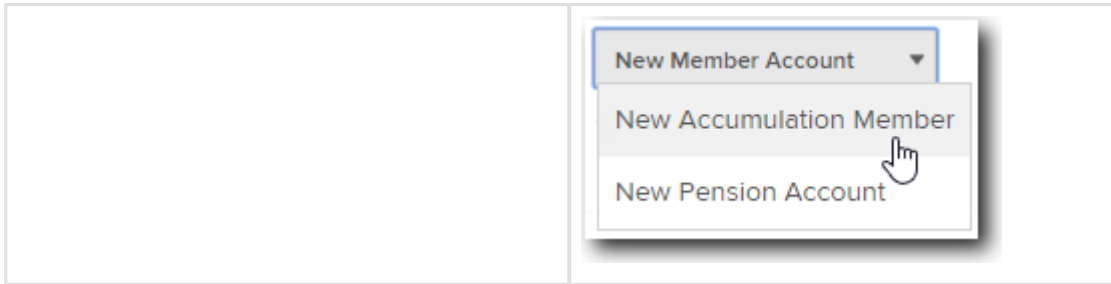 New Member Account
New Accumulation Member
New Pension Account